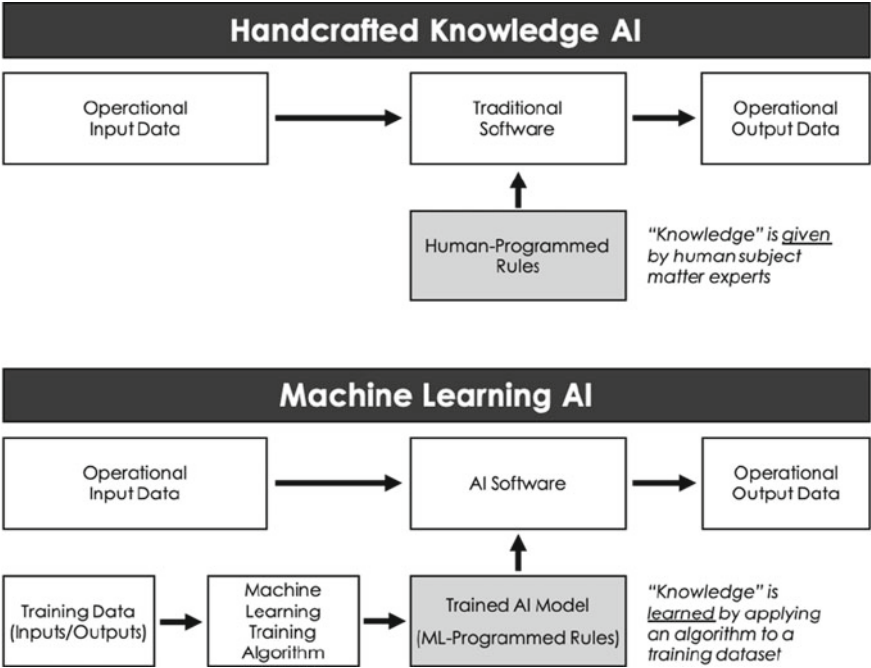 Handcrafted Knowledge AI
Operational
Input Data
Traditional
Software
Operational
Output Data
Human-Programmed
Rules
“Knowledge” is given
by human subject
matter experts
Machine Learning AI
Operational
Input Data
AI Software
Operational
Output Data
Training Data
(Inputs/Outputs)
Machine
Learning
Training
Algorithm
Trained AI Model
(ML-Programmed Rules)
“Knowledge” is
learned by applying
an algorithm to a
training dataset